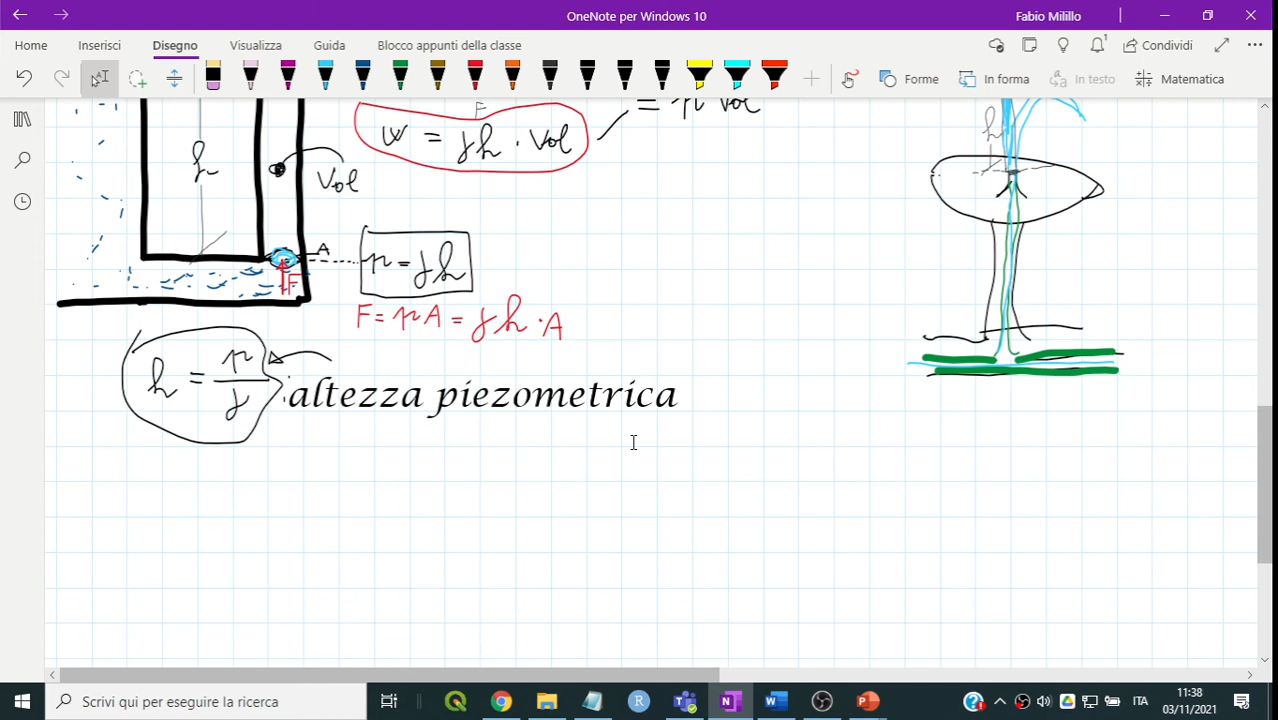 OneNote per Windows 10
Fabio Milillo
Home Inserisci Disegno Visualizza Guida Blocco appunti della classe
Condividi
Forme In forma In testo Matematica
F
= p Vol
W = γh · Vol
h
Vol
A
p = γh
F
F = pA = γh · A
h = p/γ : altezza piezometrica
h
Scrivi qui per eseguire la ricerca
ITA
11:38
03/11/2021